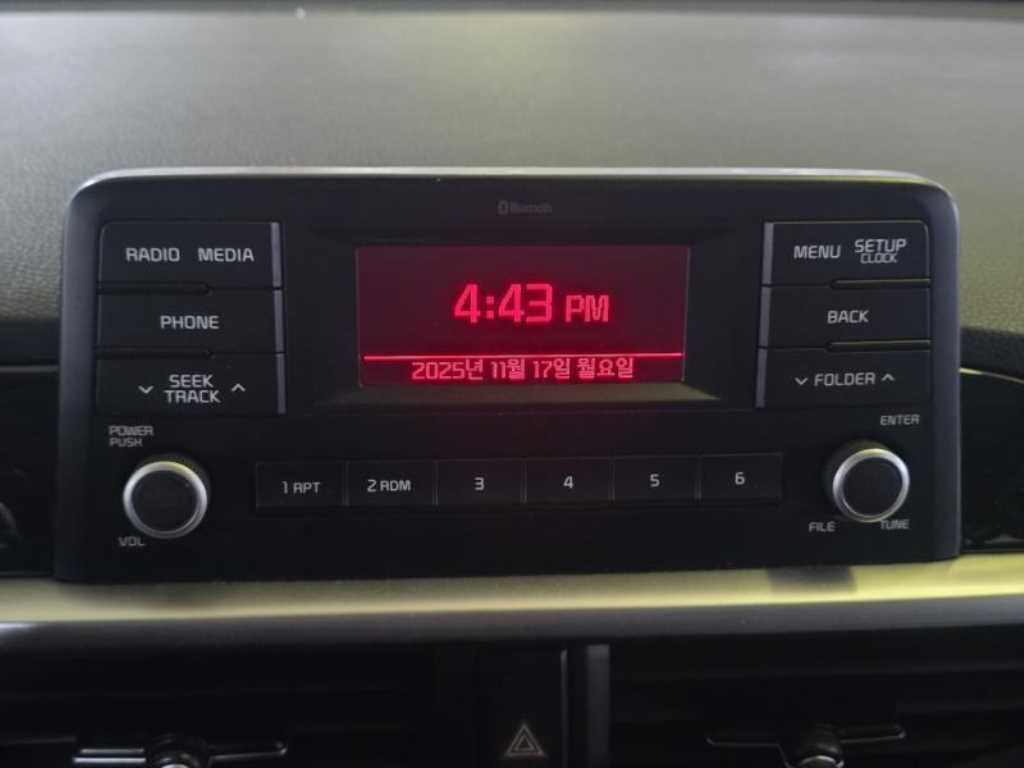 Bluetooth
RADIO MEDIA
PHONE
SEEK
TRACK
POWER
PUSH
VOL
4:43 PM
2025년 11월 17일 월요일
1 RPT 2 RDM 3 4 5 6
MENU SETUP
CLOCK
BACK
FOLDER
ENTER
FILE TUNE